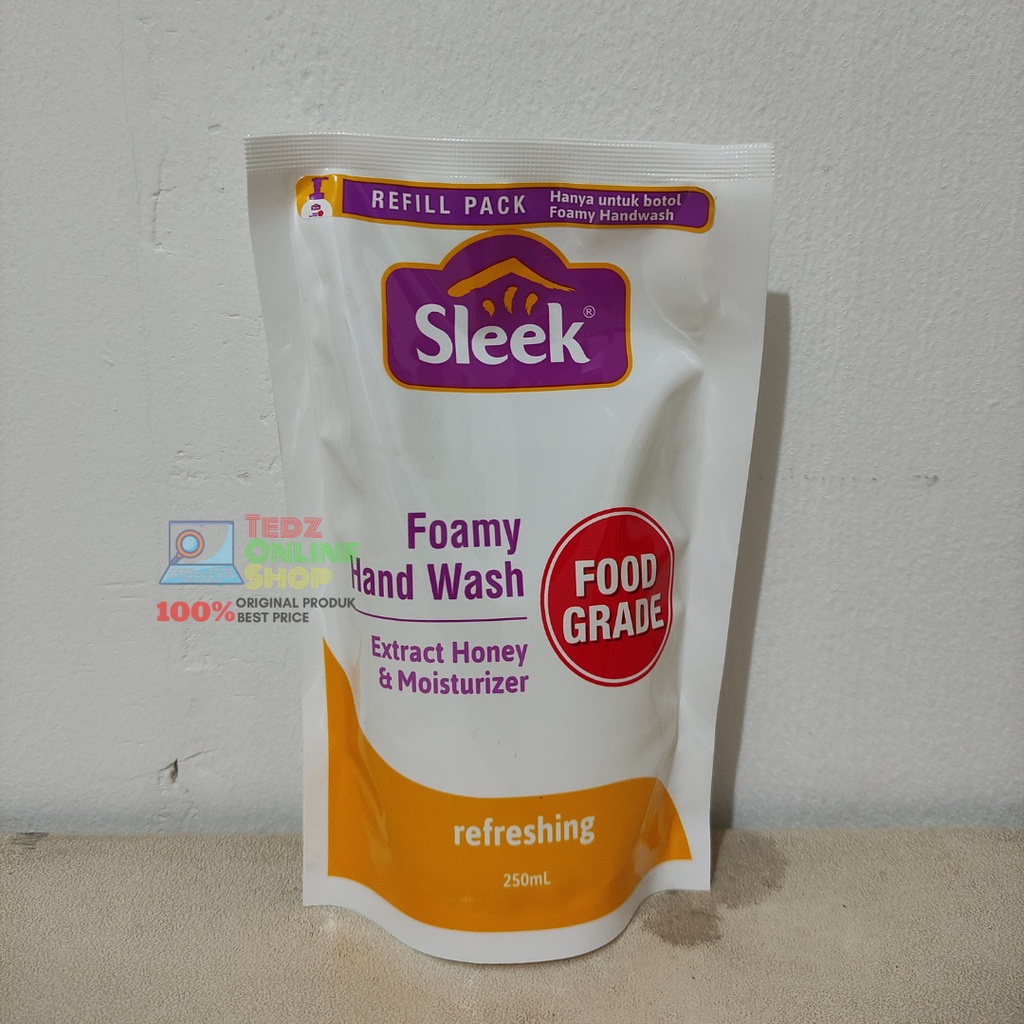 REFILL PACK
Hanya untuk botol
Foamy Handwash
Sleek®
Foamy
Hand Wash
Extract Honey
& Moisturizer
FOOD
GRADE
refreshing
250mL
TEDZ
ONLINE
SHOP
100% ORIGINAL PRODUK
BEST PRICE